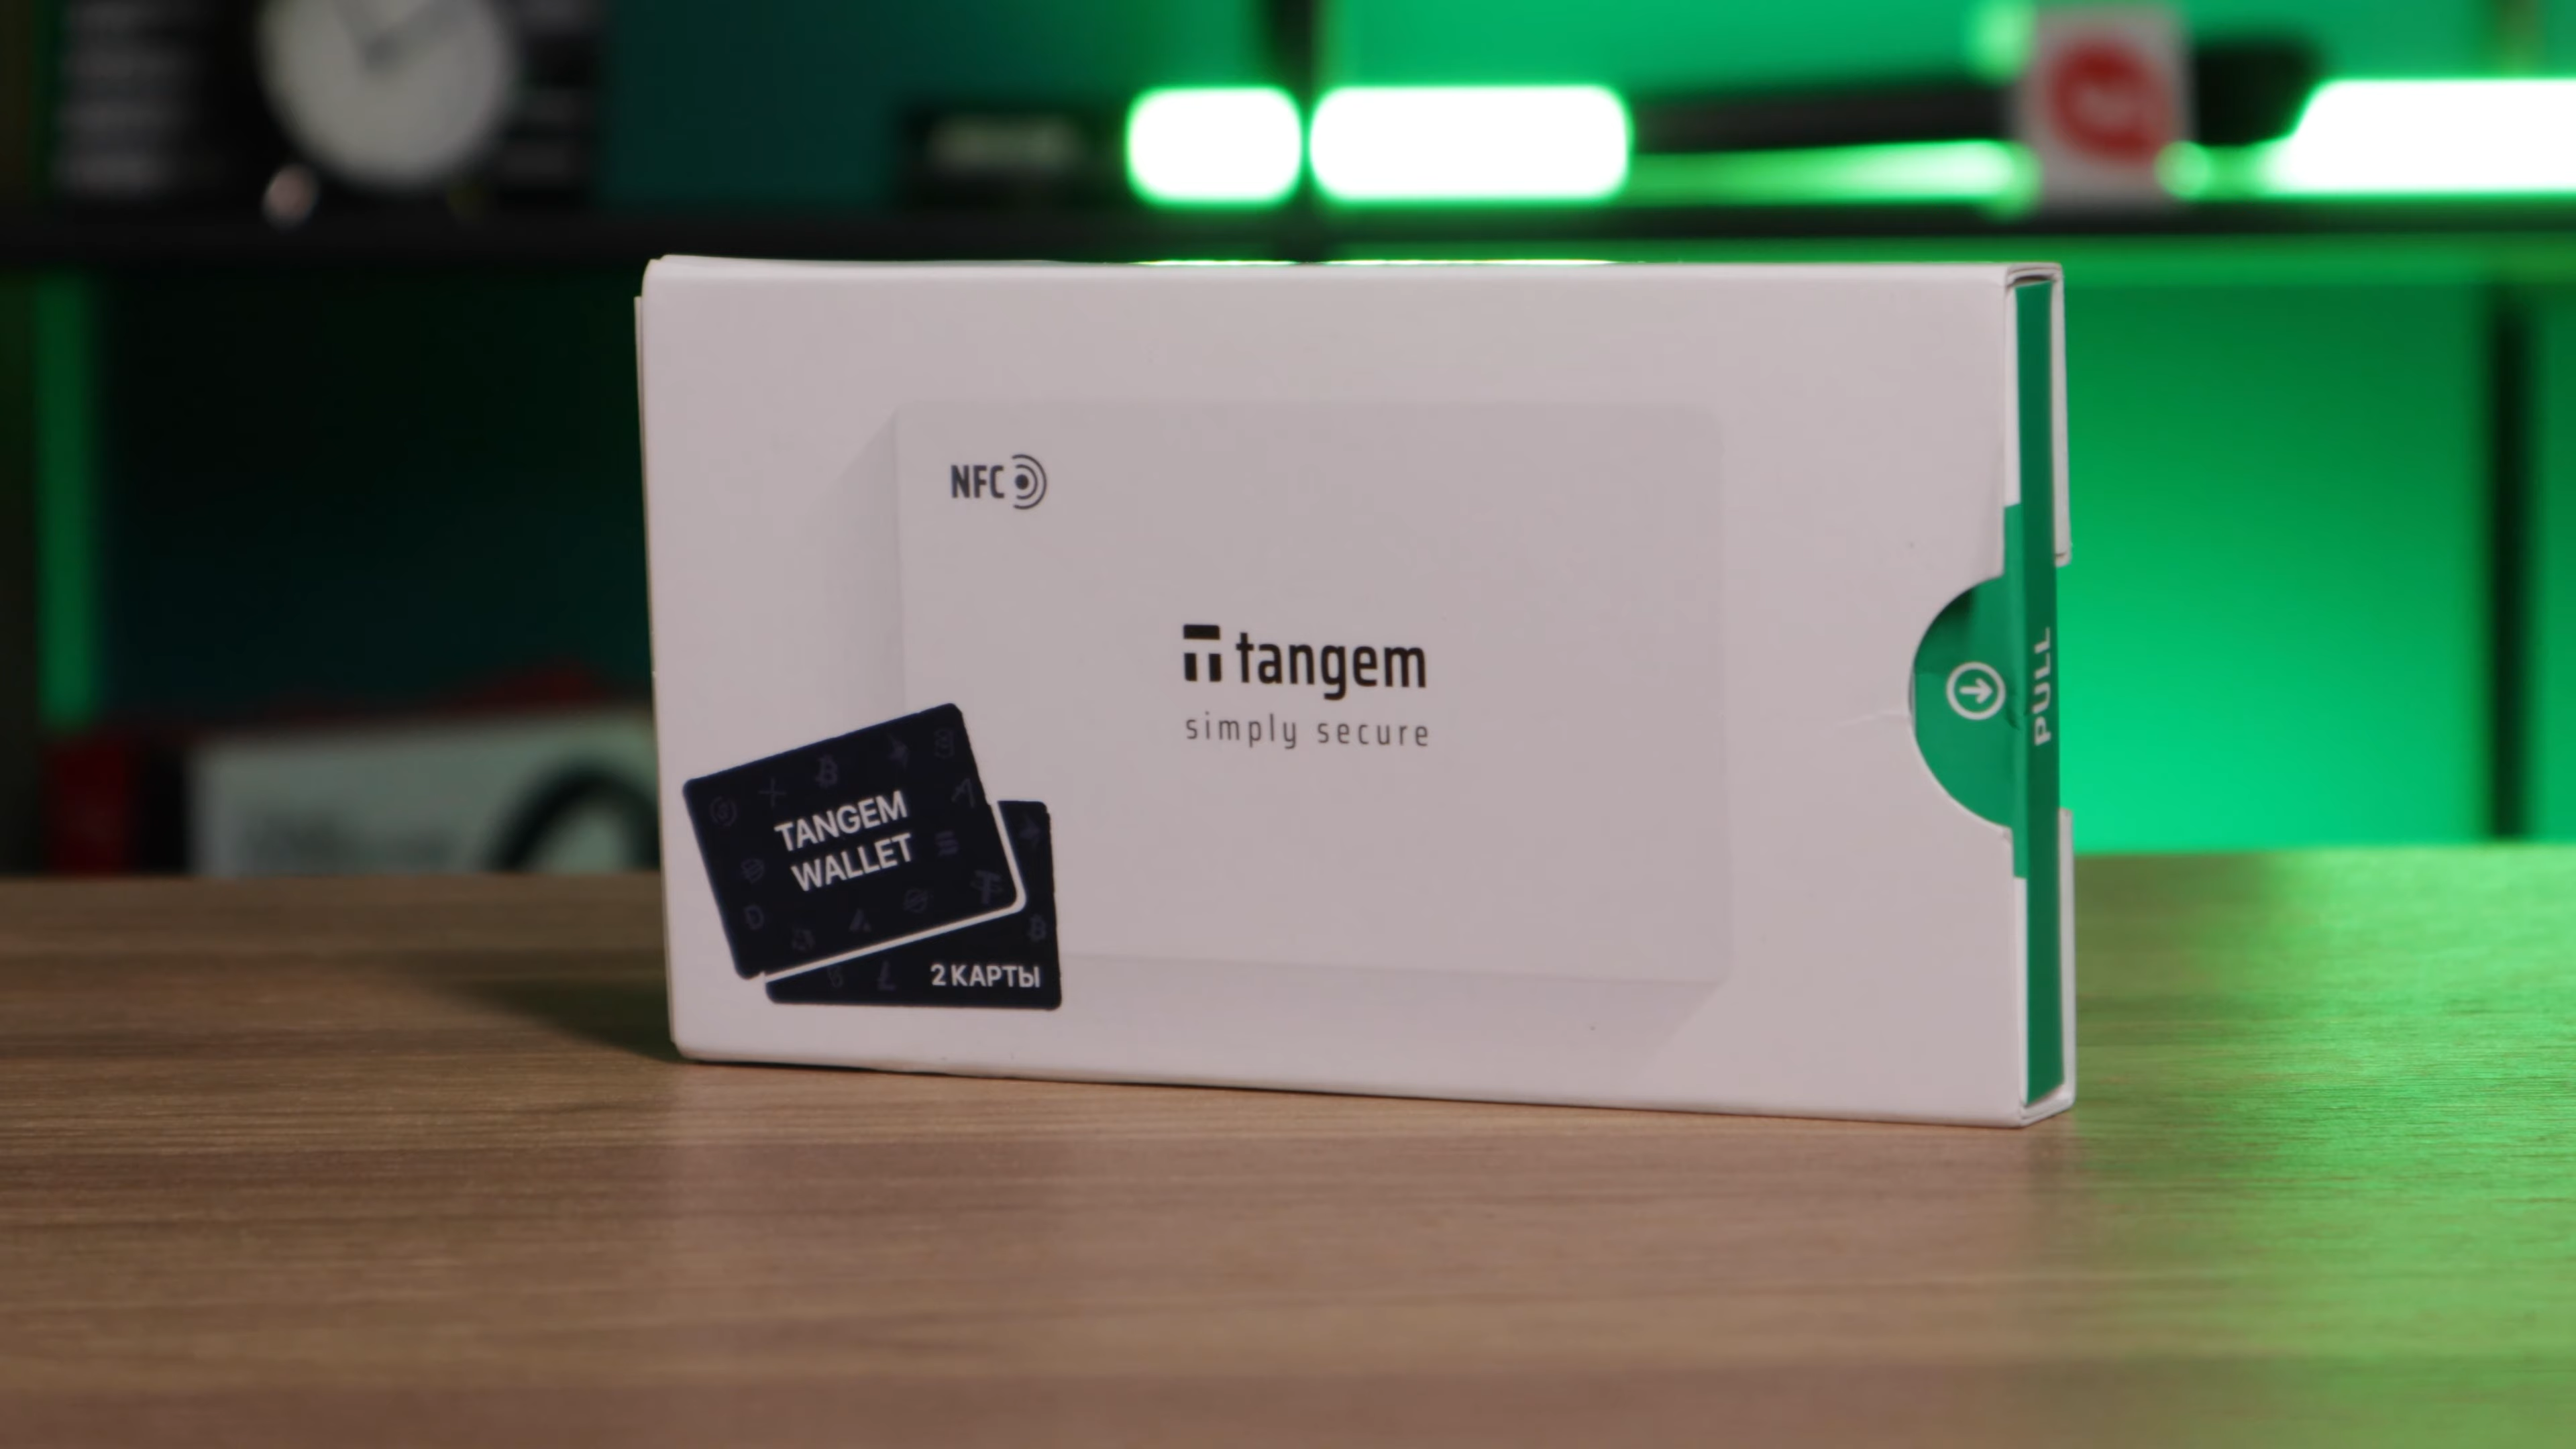 NFC
tangem
simply secure
TANGEM
WALLET
2 КАРТЫ
PULL